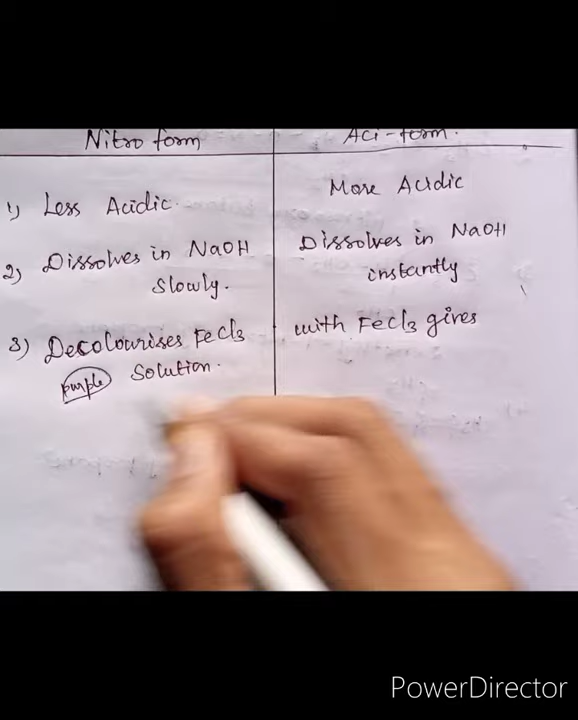 Nitro form
Aci-form.
1) Less Acidic.
More Acidic
2) Dissolves in NaOH
Slowly.
Dissolves in NaOH
instantly
3) Decolourises FeCl3
purple Solution.
with FeCl3 gives
PowerDirector